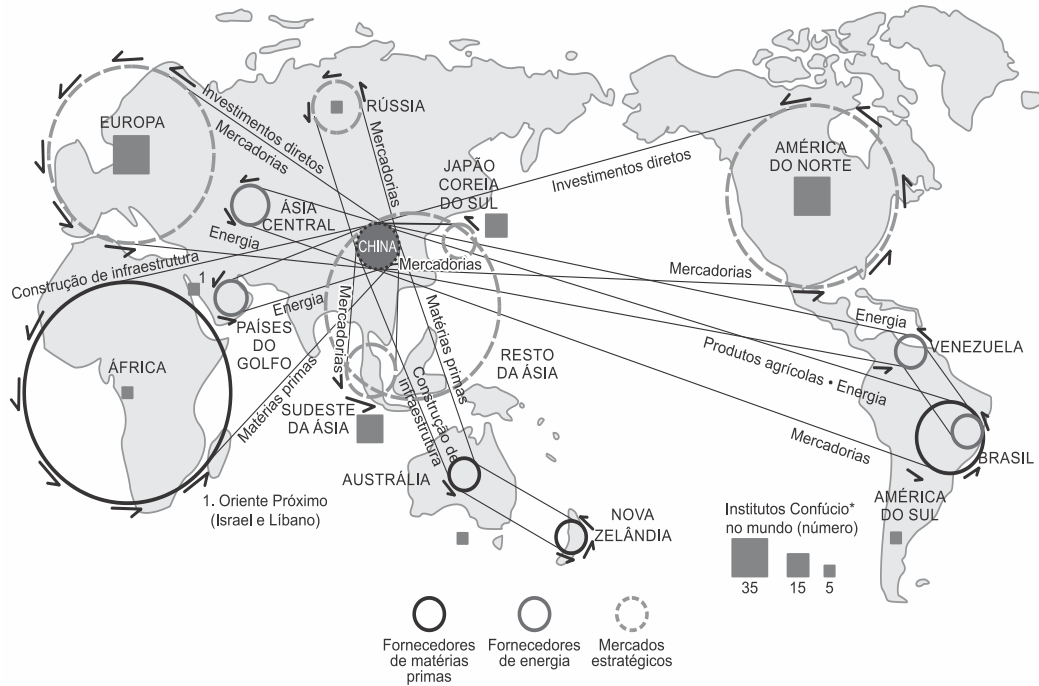 EUROPA
Investimentos diretos
Mercadorias
RÚSSIA
Mercadorias
JAPÃO
COREIA
DO SUL
Investimentos diretos
AMÉRICA
DO NORTE
ÁSIA
CENTRAL
Energia
CHINA
Mercadorias
Mercadorias
Construção de infraestrutura
1
Energia
PAÍSES
DO
GOLFO
Mercadorias
Matérias primas
RESTO
DA ÁSIA
Energia
VENEZUELA
Produtos agrícolas • Energia
ÁFRICA
Matérias primas
SUDESTE
DA ÁSIA
Construção de
infraestrutura
Mercadorias
BRASIL
AUSTRÁLIA
1. Oriente Próximo
(Israel e Líbano)
NOVA
ZELÂNDIA
AMÉRICA
DO SUL
Institutos Confúcio*
no mundo (número)
35
15
5
Fornecedores
de matérias
primas
Fornecedores
de energia
Mercados
estratégicos